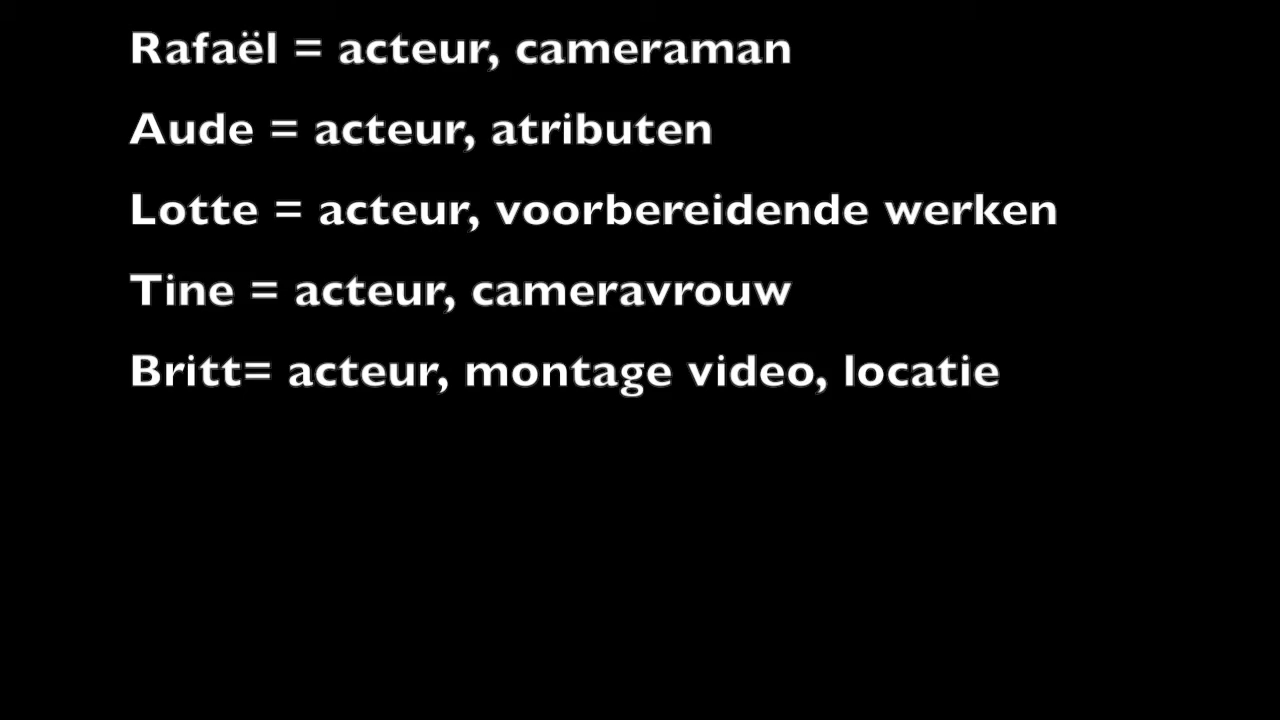 Rafaël = acteur, cameraman
Aude = acteur, atributen
Lotte = acteur, voorbereidende werken
Tine = acteur, cameravrouw
Britt= acteur, montage video, locatie